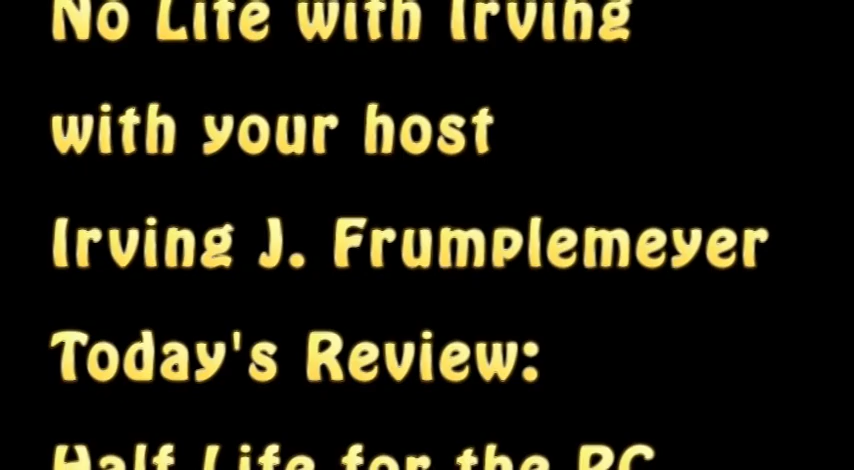 No Life with Irving
with your host
Irving J. Frumplemeyer
Today's Review:
Half Life for the PC